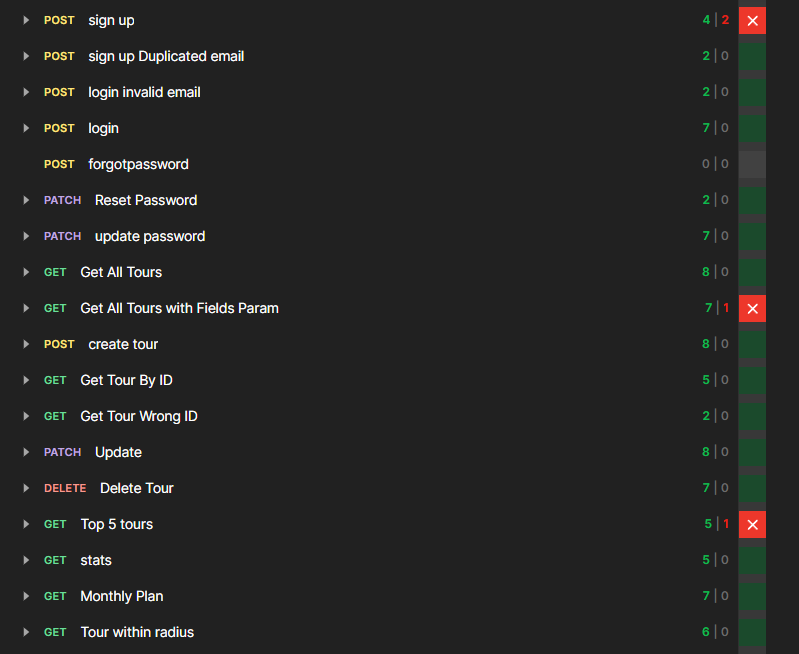 POST sign up 4 | 2
POST sign up Duplicated email 2 | 0
POST login invalid email 2 | 0
POST login 7 | 0
POST forgotpassword 0 | 0
PATCH Reset Password 2 | 0
PATCH update password 7 | 0
GET Get All Tours 8 | 0
GET Get All Tours with Fields Param 7 | 1
POST create tour 8 | 0
GET Get Tour By ID 5 | 0
GET Get Tour Wrong ID 2 | 0
PATCH Update 8 | 0
DELETE Delete Tour 7 | 0
GET Top 5 tours 5 | 1
GET stats 5 | 0
GET Monthly Plan 7 | 0
GET Tour within radius 6 | 0